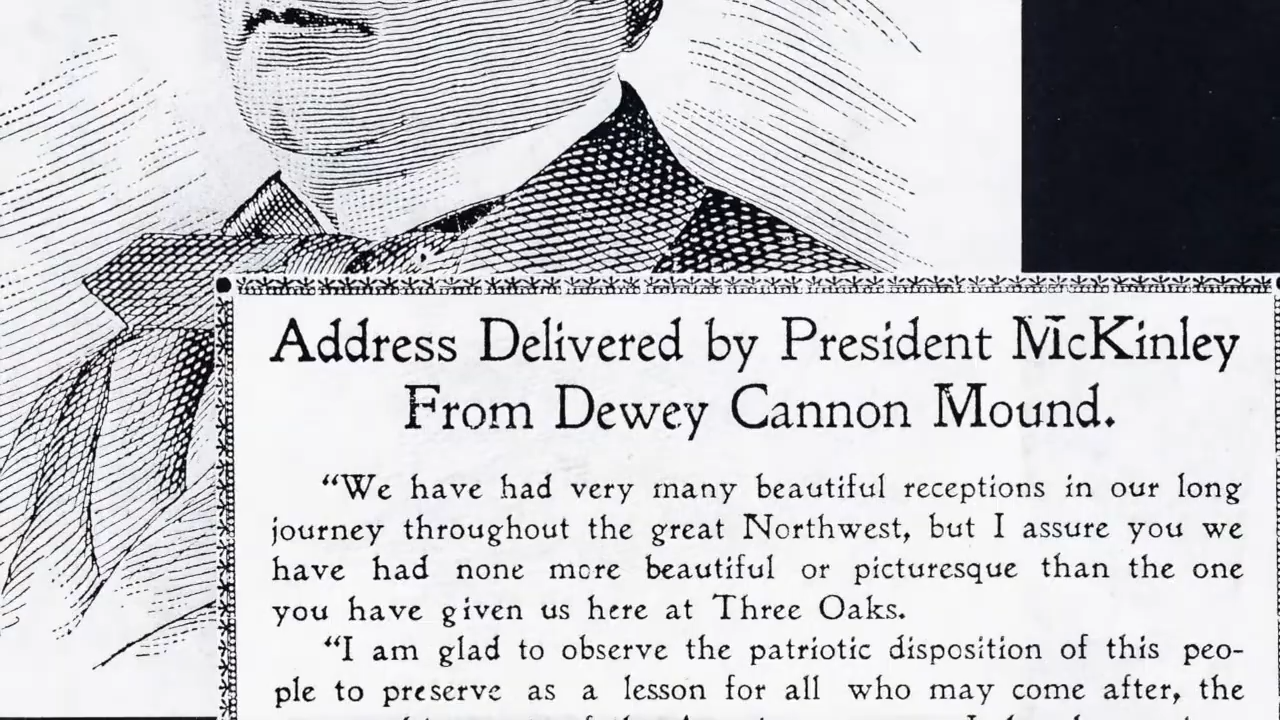 Address Delivered by President McKinley
From Dewey Cannon Mound.
“We have had very many beautiful receptions in our long
journey throughout the great Northwest, but I assure you we
have had none more beautiful or picturesque than the one
you have given us here at Three Oaks.
“I am glad to observe the patriotic disposition of this peo-
ple to preserve as a lesson for all who may come after, the